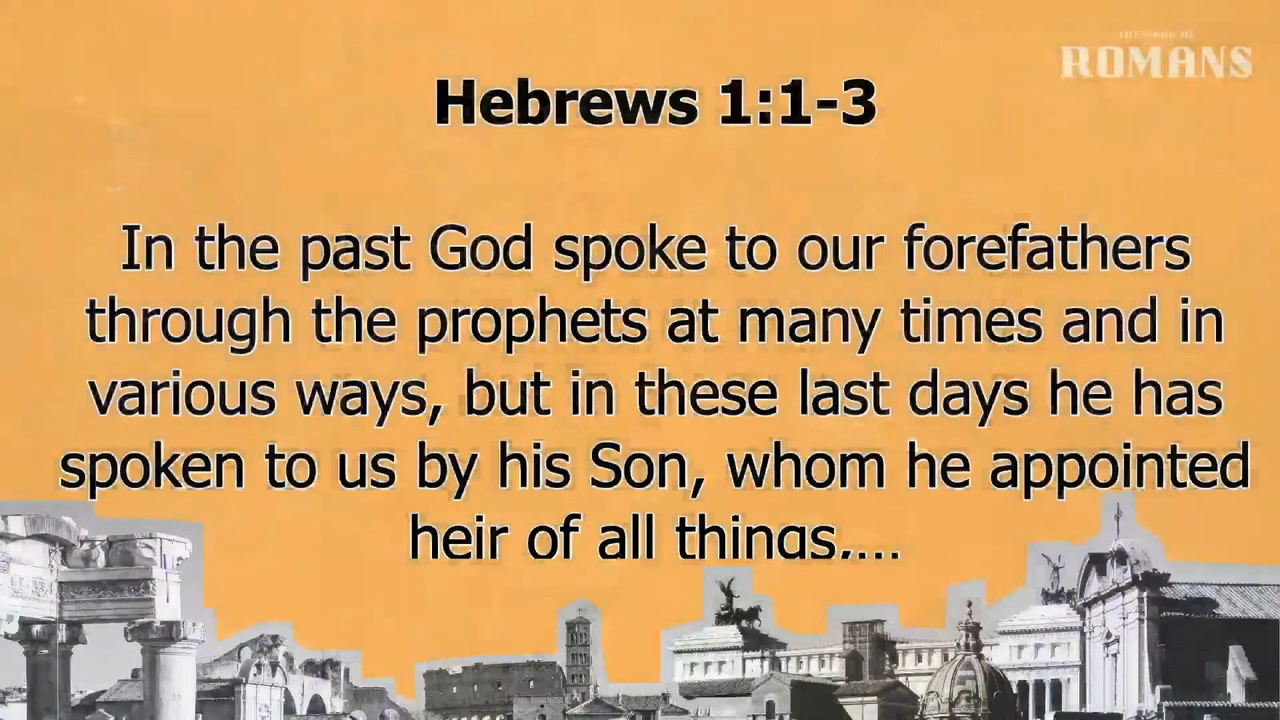 ROMANS
Hebrews 1:1-3
In the past God spoke to our forefathers
through the prophets at many times and in
various ways, but in these last days he has
spoken to us by his Son, whom he appointed
heir of all things,...